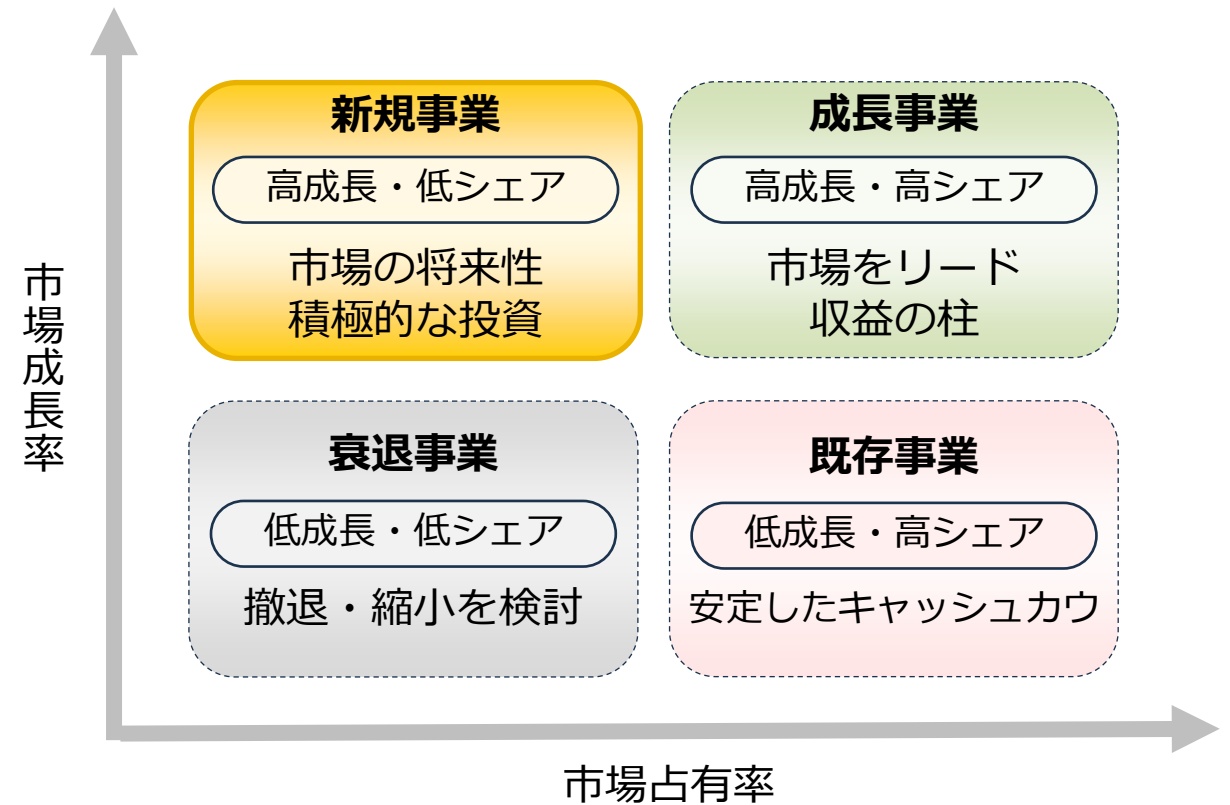 市場成長率
新規事業
高成長・低シェア
市場の将来性
積極的な投資
成長事業
高成長・高シェア
市場をリード
収益の柱
衰退事業
低成長・低シェア
撤退・縮小を検討
既存事業
低成長・高シェア
安定したキャッシュカウ
市場占有率